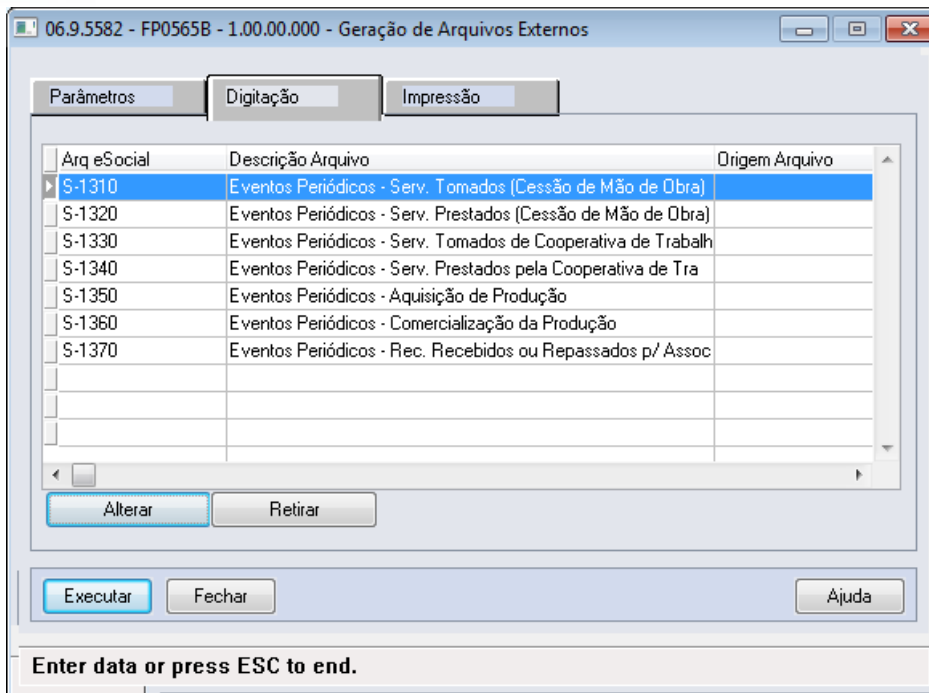 06.9.5582 - FP0565B - 1.00.00.000 - Geração de Arquivos Externos
Parâmetros Digitação Impressão
Arq eSocial Descrição Arquivo Origem Arquivo
S-1310 Eventos Periódicos - Serv. Tomados (Cessão de Mão de Obra)
S-1320 Eventos Periódicos - Serv. Prestados (Cessão de Mão de Obra)
S-1330 Eventos Periódicos - Serv. Tomados de Cooperativa de Trabalh
S-1340 Eventos Periódicos - Serv. Prestados pela Cooperativa de Tra
S-1350 Eventos Periódicos - Aquisição de Produção
S-1360 Eventos Periódicos - Comercialização da Produção
S-1370 Eventos Periódicos - Rec. Recebidos ou Repassados p/ Assoc
Alterar Retirar
Executar Fechar Ajuda
Enter data or press ESC to end.